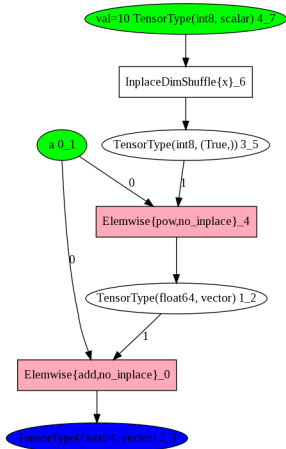 val=10 TensorType(int8, scalar) 4_7
InplaceDimShuffle{x}_6
a 0_1
TensorType(int8, (True,)) 3_5
0
1
Elemwise{pow,no_inplace}_4
0
TensorType(float64, vector) 1_2
1
Elemwise{add,no_inplace}_0
TensorType(float64, vector) 2_1